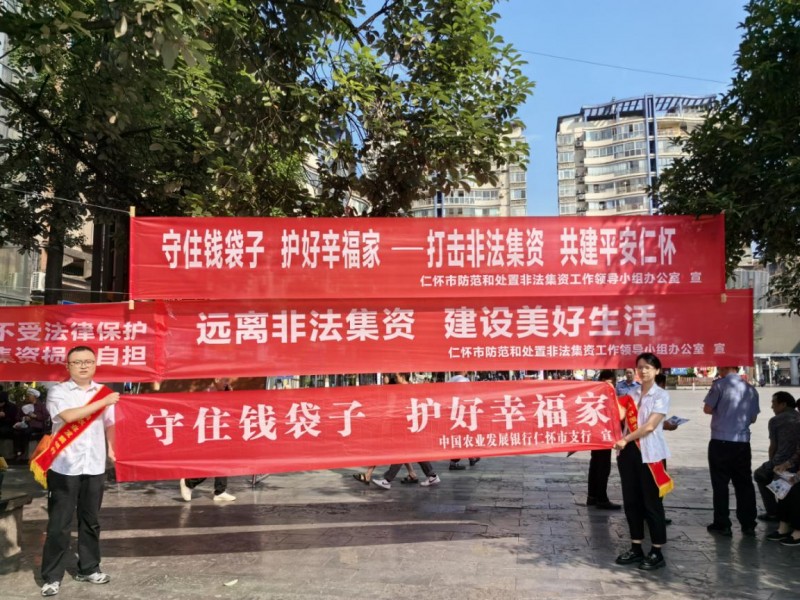 守住钱袋子 护好幸福家 ——打击非法集资 共建平安仁怀
仁怀市防范和处置非法集资工作领导小组办公室 宣
不受法律保护
自担
远离非法集资 建设美好生活
仁怀市防范和处置非法集资工作领导小组办公室 宣
守住钱袋子 护好幸福家
中国农业发展银行仁怀市支行 宣